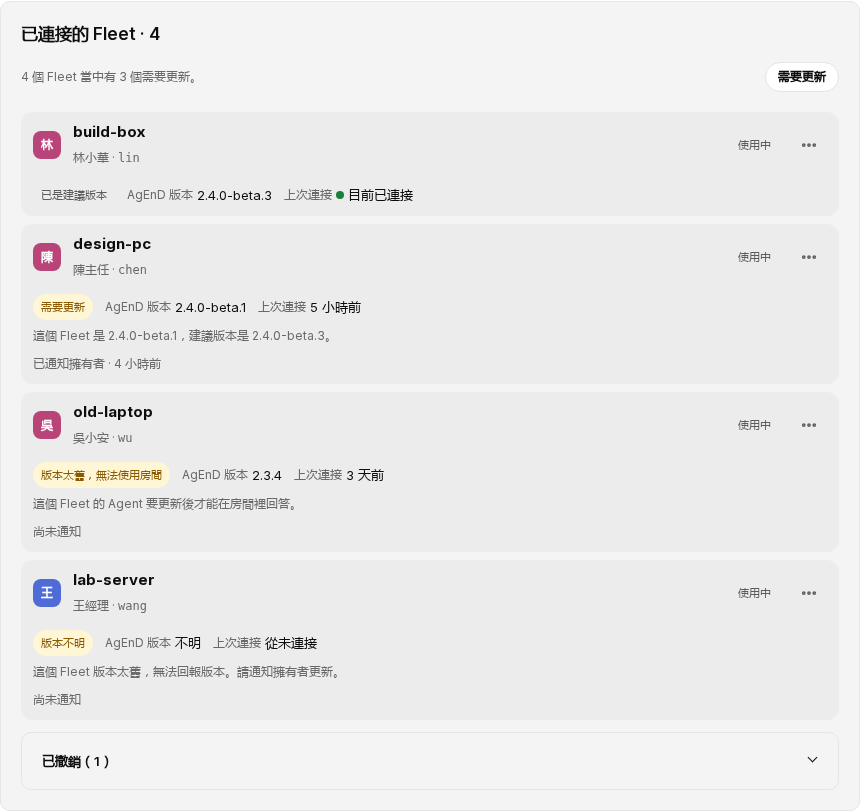 已連接的 Fleet · 4
4 個 Fleet 當中有 3 個需要更新。
需要更新
林
build-box
林小華 · lin
使用中
已是建議版本 AgEnD 版本 2.4.0-beta.3 上次連接 目前已連接
陳
design-pc
陳主任 · chen
使用中
需要更新 AgEnD 版本 2.4.0-beta.1 上次連接 5 小時前
這個 Fleet 是 2.4.0-beta.1，建議版本是 2.4.0-beta.3。
已通知擁有者 · 4 小時前
吳
old-laptop
吳小安 · wu
使用中
版本太舊，無法使用房間 AgEnD 版本 2.3.4 上次連接 3 天前
這個 Fleet 的 Agent 要更新後才能在房間裡回答。
尚未通知
王
lab-server
王經理 · wang
使用中
版本不明 AgEnD 版本 不明 上次連接 從未連接
這個 Fleet 版本太舊，無法回報版本。請通知擁有者更新。
尚未通知
已撤銷（1）